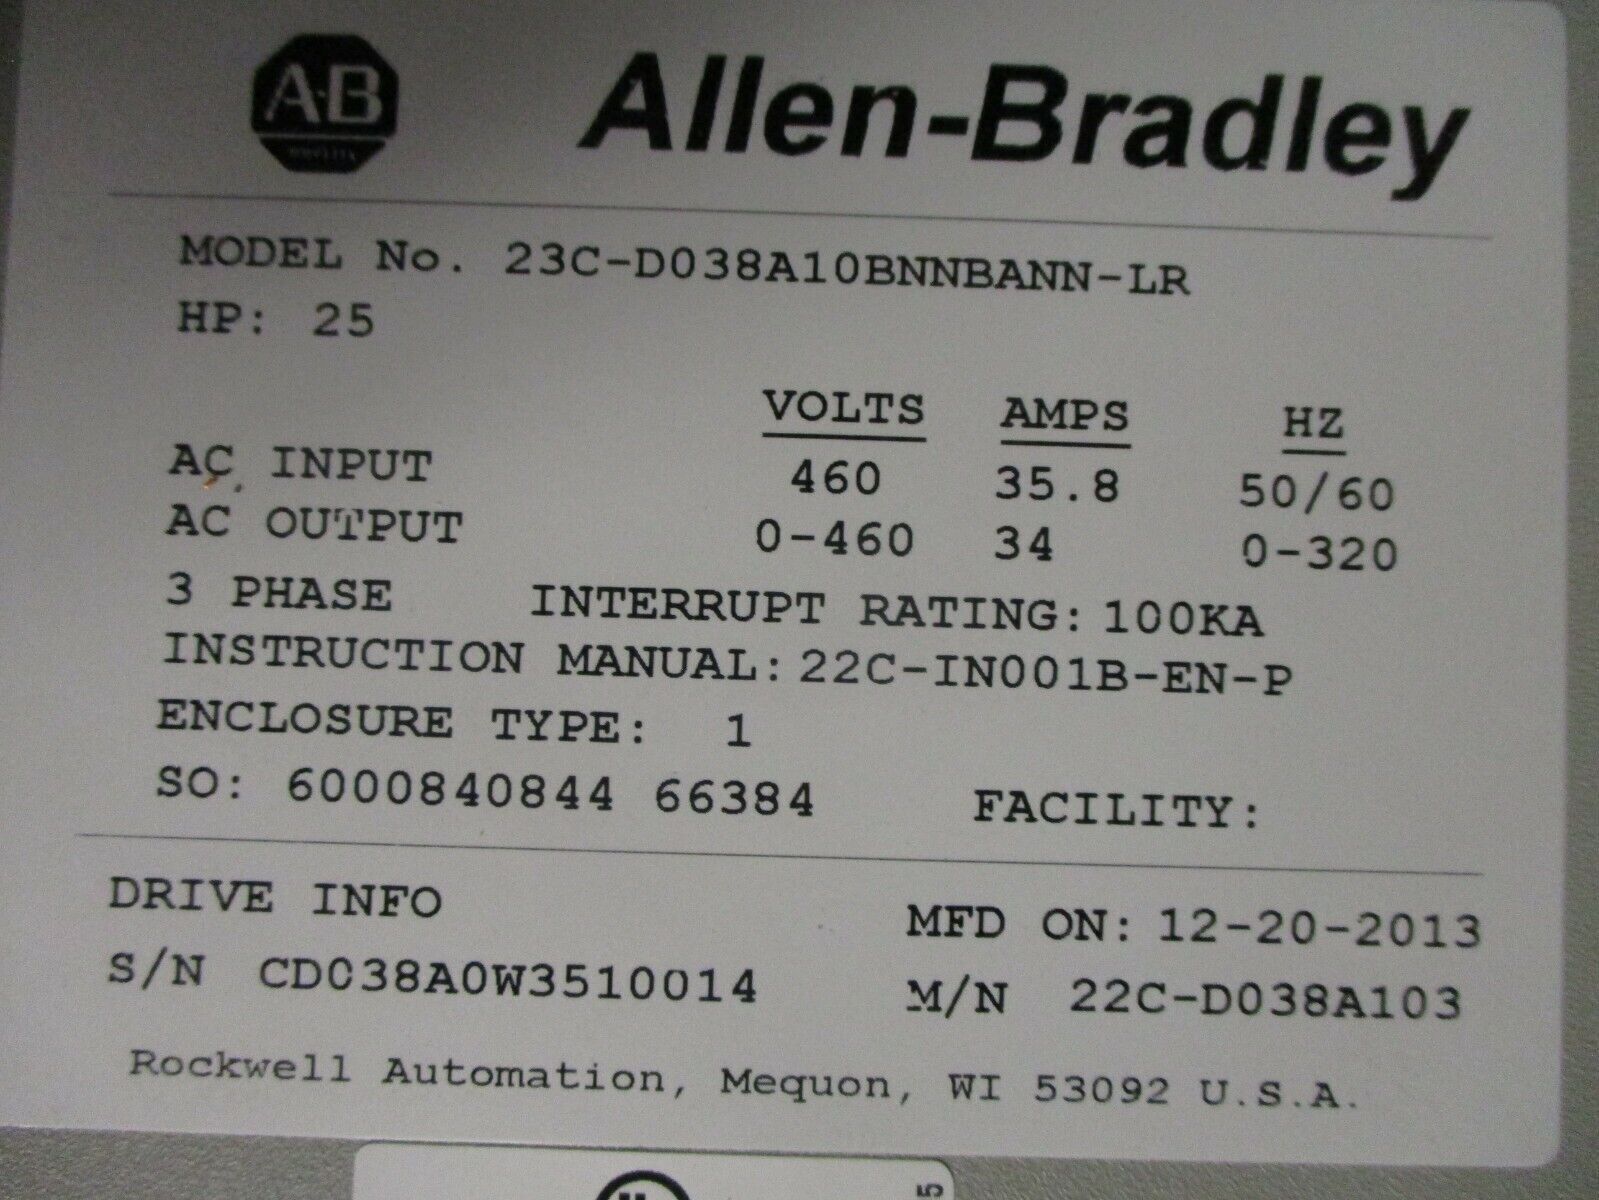 A-B
Allen-Bradley
MODEL No. 23C-D038A10BNNBANN-LR
HP: 25
VOLTS AMPS HZ
AC INPUT 460 35.8 50/60
AC OUTPUT 0-460 34 0-320
3 PHASE INTERRUPT RATING: 100KA
INSTRUCTION MANUAL: 22C-IN001B-EN-P
ENCLOSURE TYPE: 1
SO: 6000840844 66384 FACILITY:
DRIVE INFO MFD ON: 12-20-2013
S/N CD038A0W3510014 M/N 22C-D038A103
Rockwell Automation, Mequon, WI 53092 U.S.A.
5